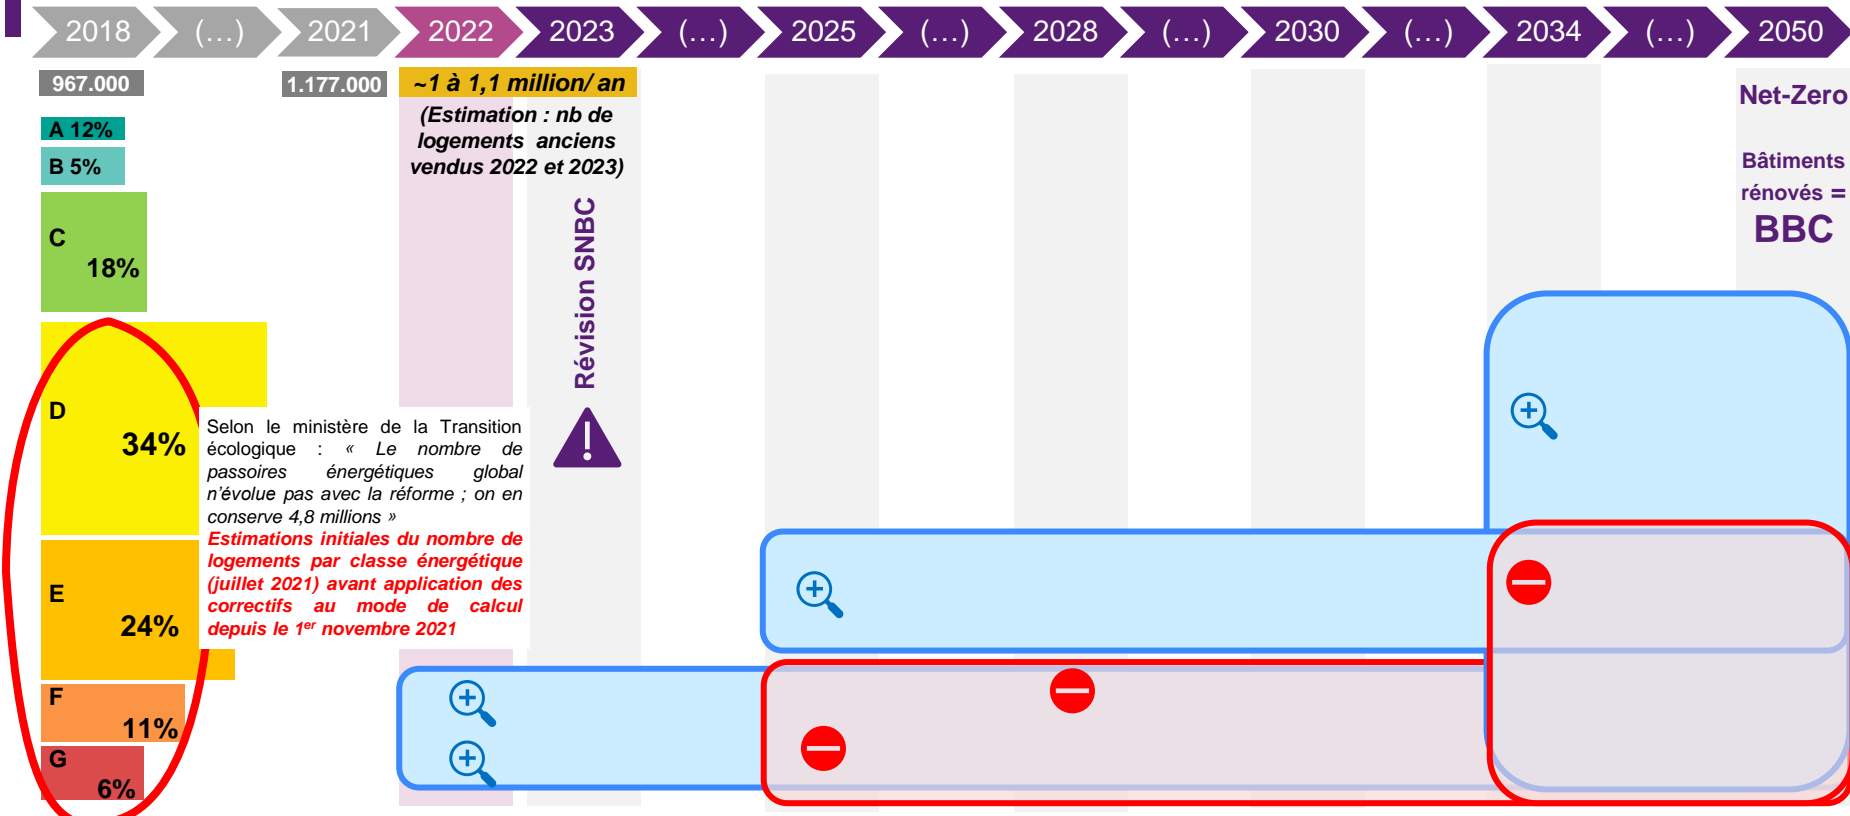 2018 (…) 2021 2022 2023 (…) 2025 (…) 2028 (…) 2030 (…) 2034 (…) 2050
967.000
1.177.000
~1 à 1,1 million/ an
(Estimation : nb de
logements anciens
vendus 2022 et 2023)
Révision SNBC
Net-Zero
Bâtiments
rénovés =
BBC
A 12%
B 5%
C
18%
D
34%
E
24%
F
11%
G
6%
Selon le ministère de la Transition
écologique : « Le nombre de
passoires énergétiques global
n'évolue pas avec la réforme ; on en
conserve 4,8 millions »
Estimations initiales du nombre de
logements par classe énergétique
(juillet 2021) avant application des
correctifs au mode de calcul
depuis le 1er novembre 2021